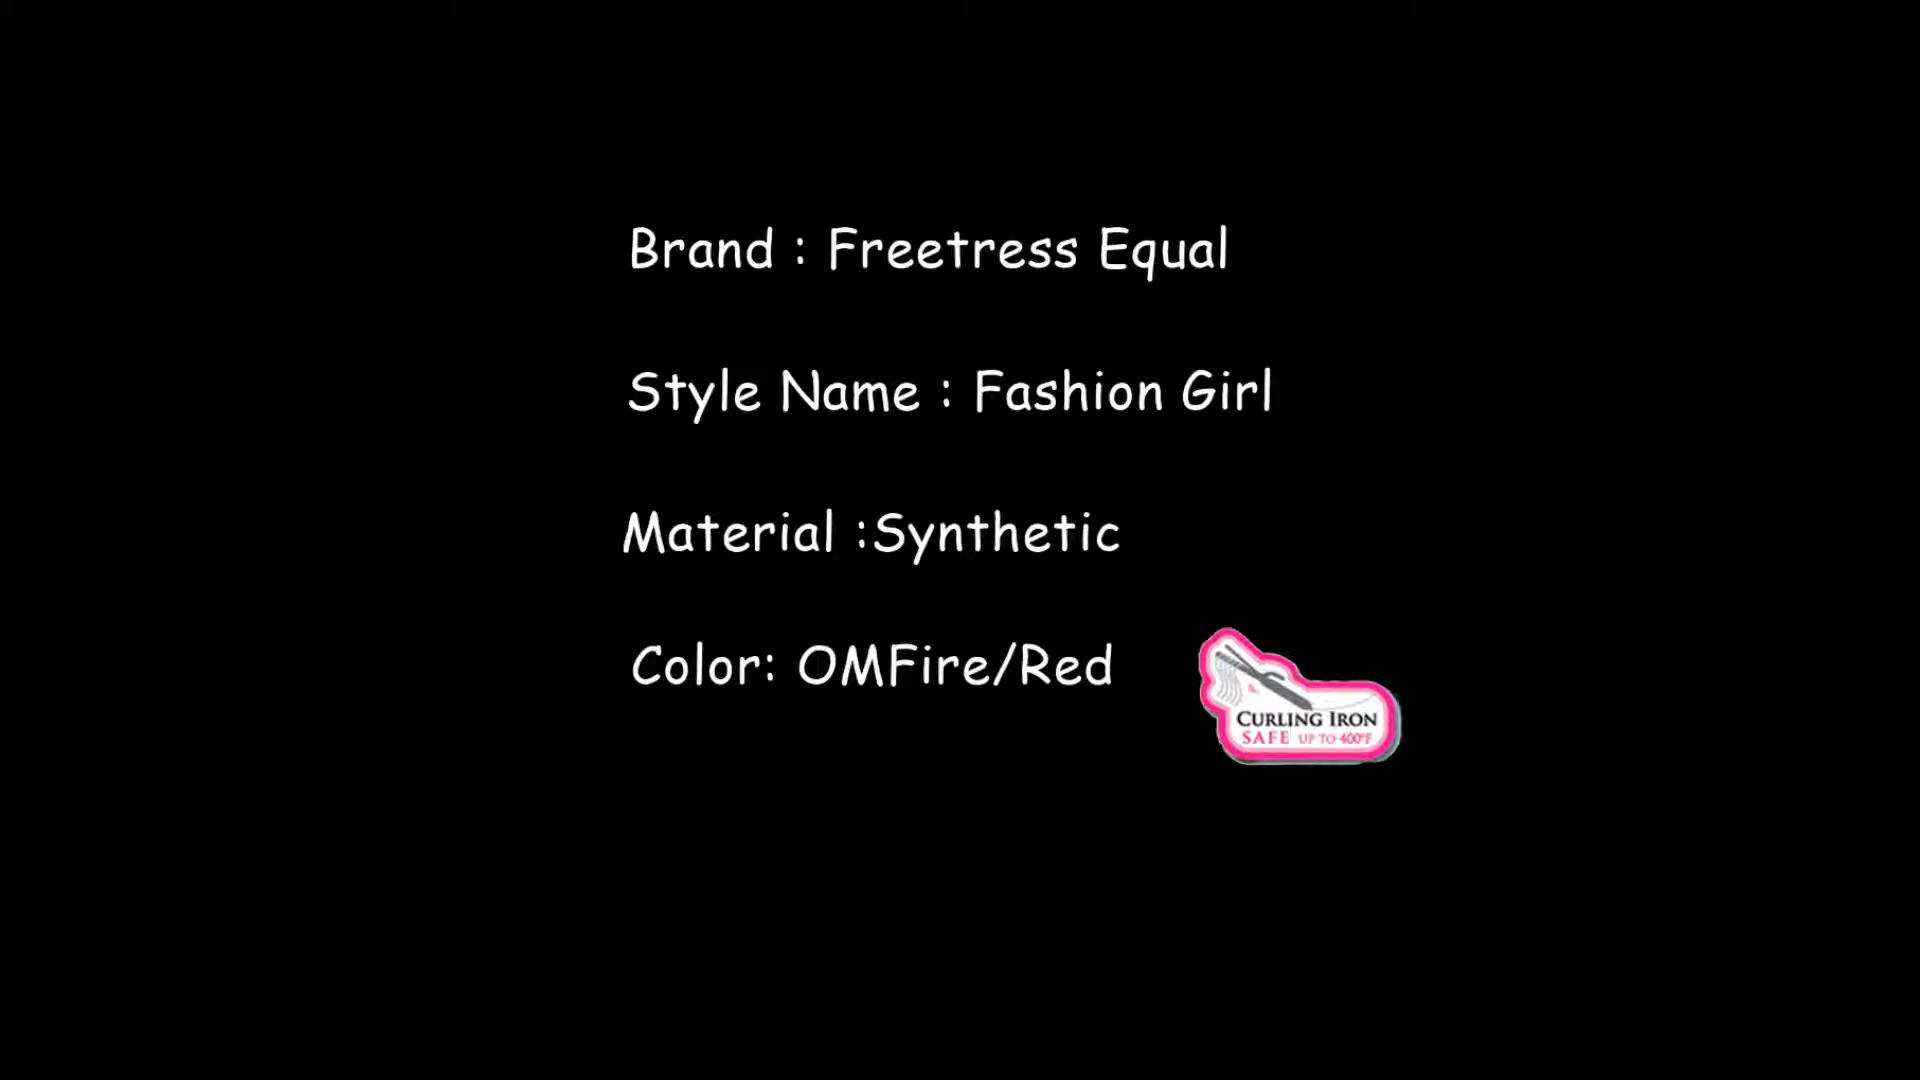 Brand : Freetress Equal
Style Name : Fashion Girl
Material :Synthetic
Color: OMFire/Red
CURLING IRON
SAFE UP TO 400°F